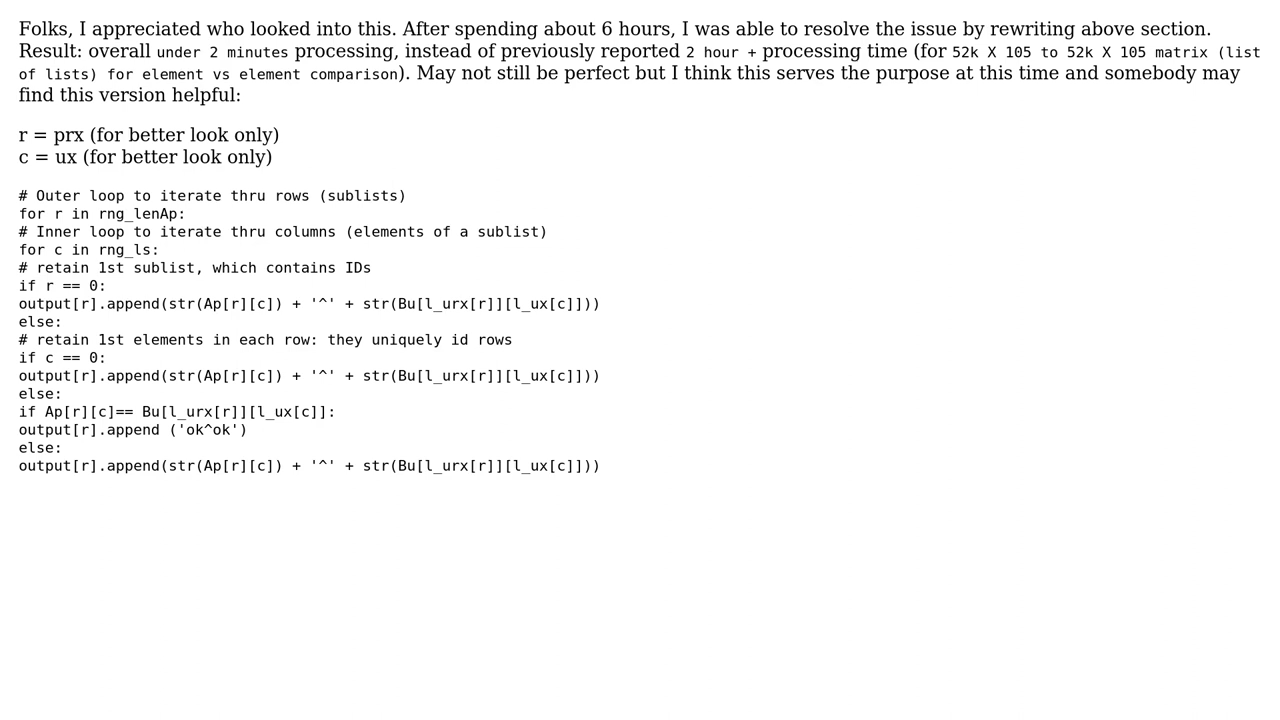 Folks, I appreciated who looked into this. After spending about 6 hours, I was able to resolve the issue by rewriting above section.
Result: overall under 2 minutes processing, instead of previously reported 2 hour + processing time (for 52k X 105 to 52k X 105 matrix (list
of lists) for element vs element comparison). May not still be perfect but I think this serves the purpose at this time and somebody may
find this version helpful:
r = prx (for better look only)
c = ux (for better look only)
# Outer loop to iterate thru rows (sublists)
for r in rng_lenAp:
# Inner loop to iterate thru columns (elements of a sublist)
for c in rng_ls:
# retain 1st sublist, which contains IDs
if r == 0:
output[r].append(str(Ap[r][c]) + '^' + str(Bu[l_urx[r]][l_ux[c]]))
else:
# retain 1st elements in each row: they uniquely id rows
if c == 0:
output[r].append(str(Ap[r][c]) + '^' + str(Bu[l_urx[r]][l_ux[c]]))
else:
if Ap[r][c]== Bu[l_urx[r]][l_ux[c]]:
output[r].append ('ok^ok')
else:
output[r].append(str(Ap[r][c]) + '^' + str(Bu[l_urx[r]][l_ux[c]]))